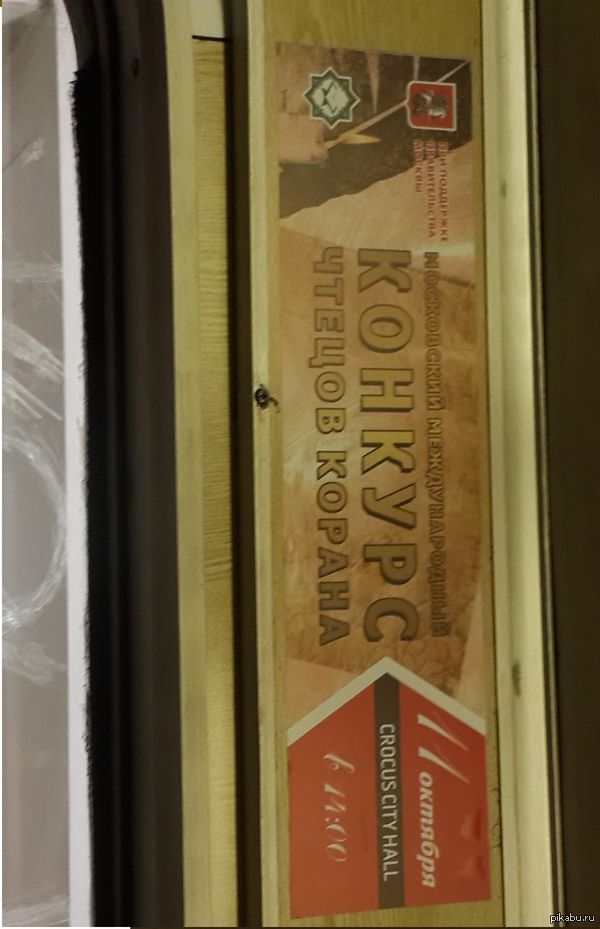 ПРИ ПОДДЕРЖКЕ
ПРАВИТЕЛЬСТВА
МОСКВЫ
МОСКОВСКИЙ МЕЖДУНАРОДНЫЙ
КОНКУРС
ЧТЕЦОВ КОРАНА
11 октября
CROCUS CITY HALL
в 14:00
pikabu.ru